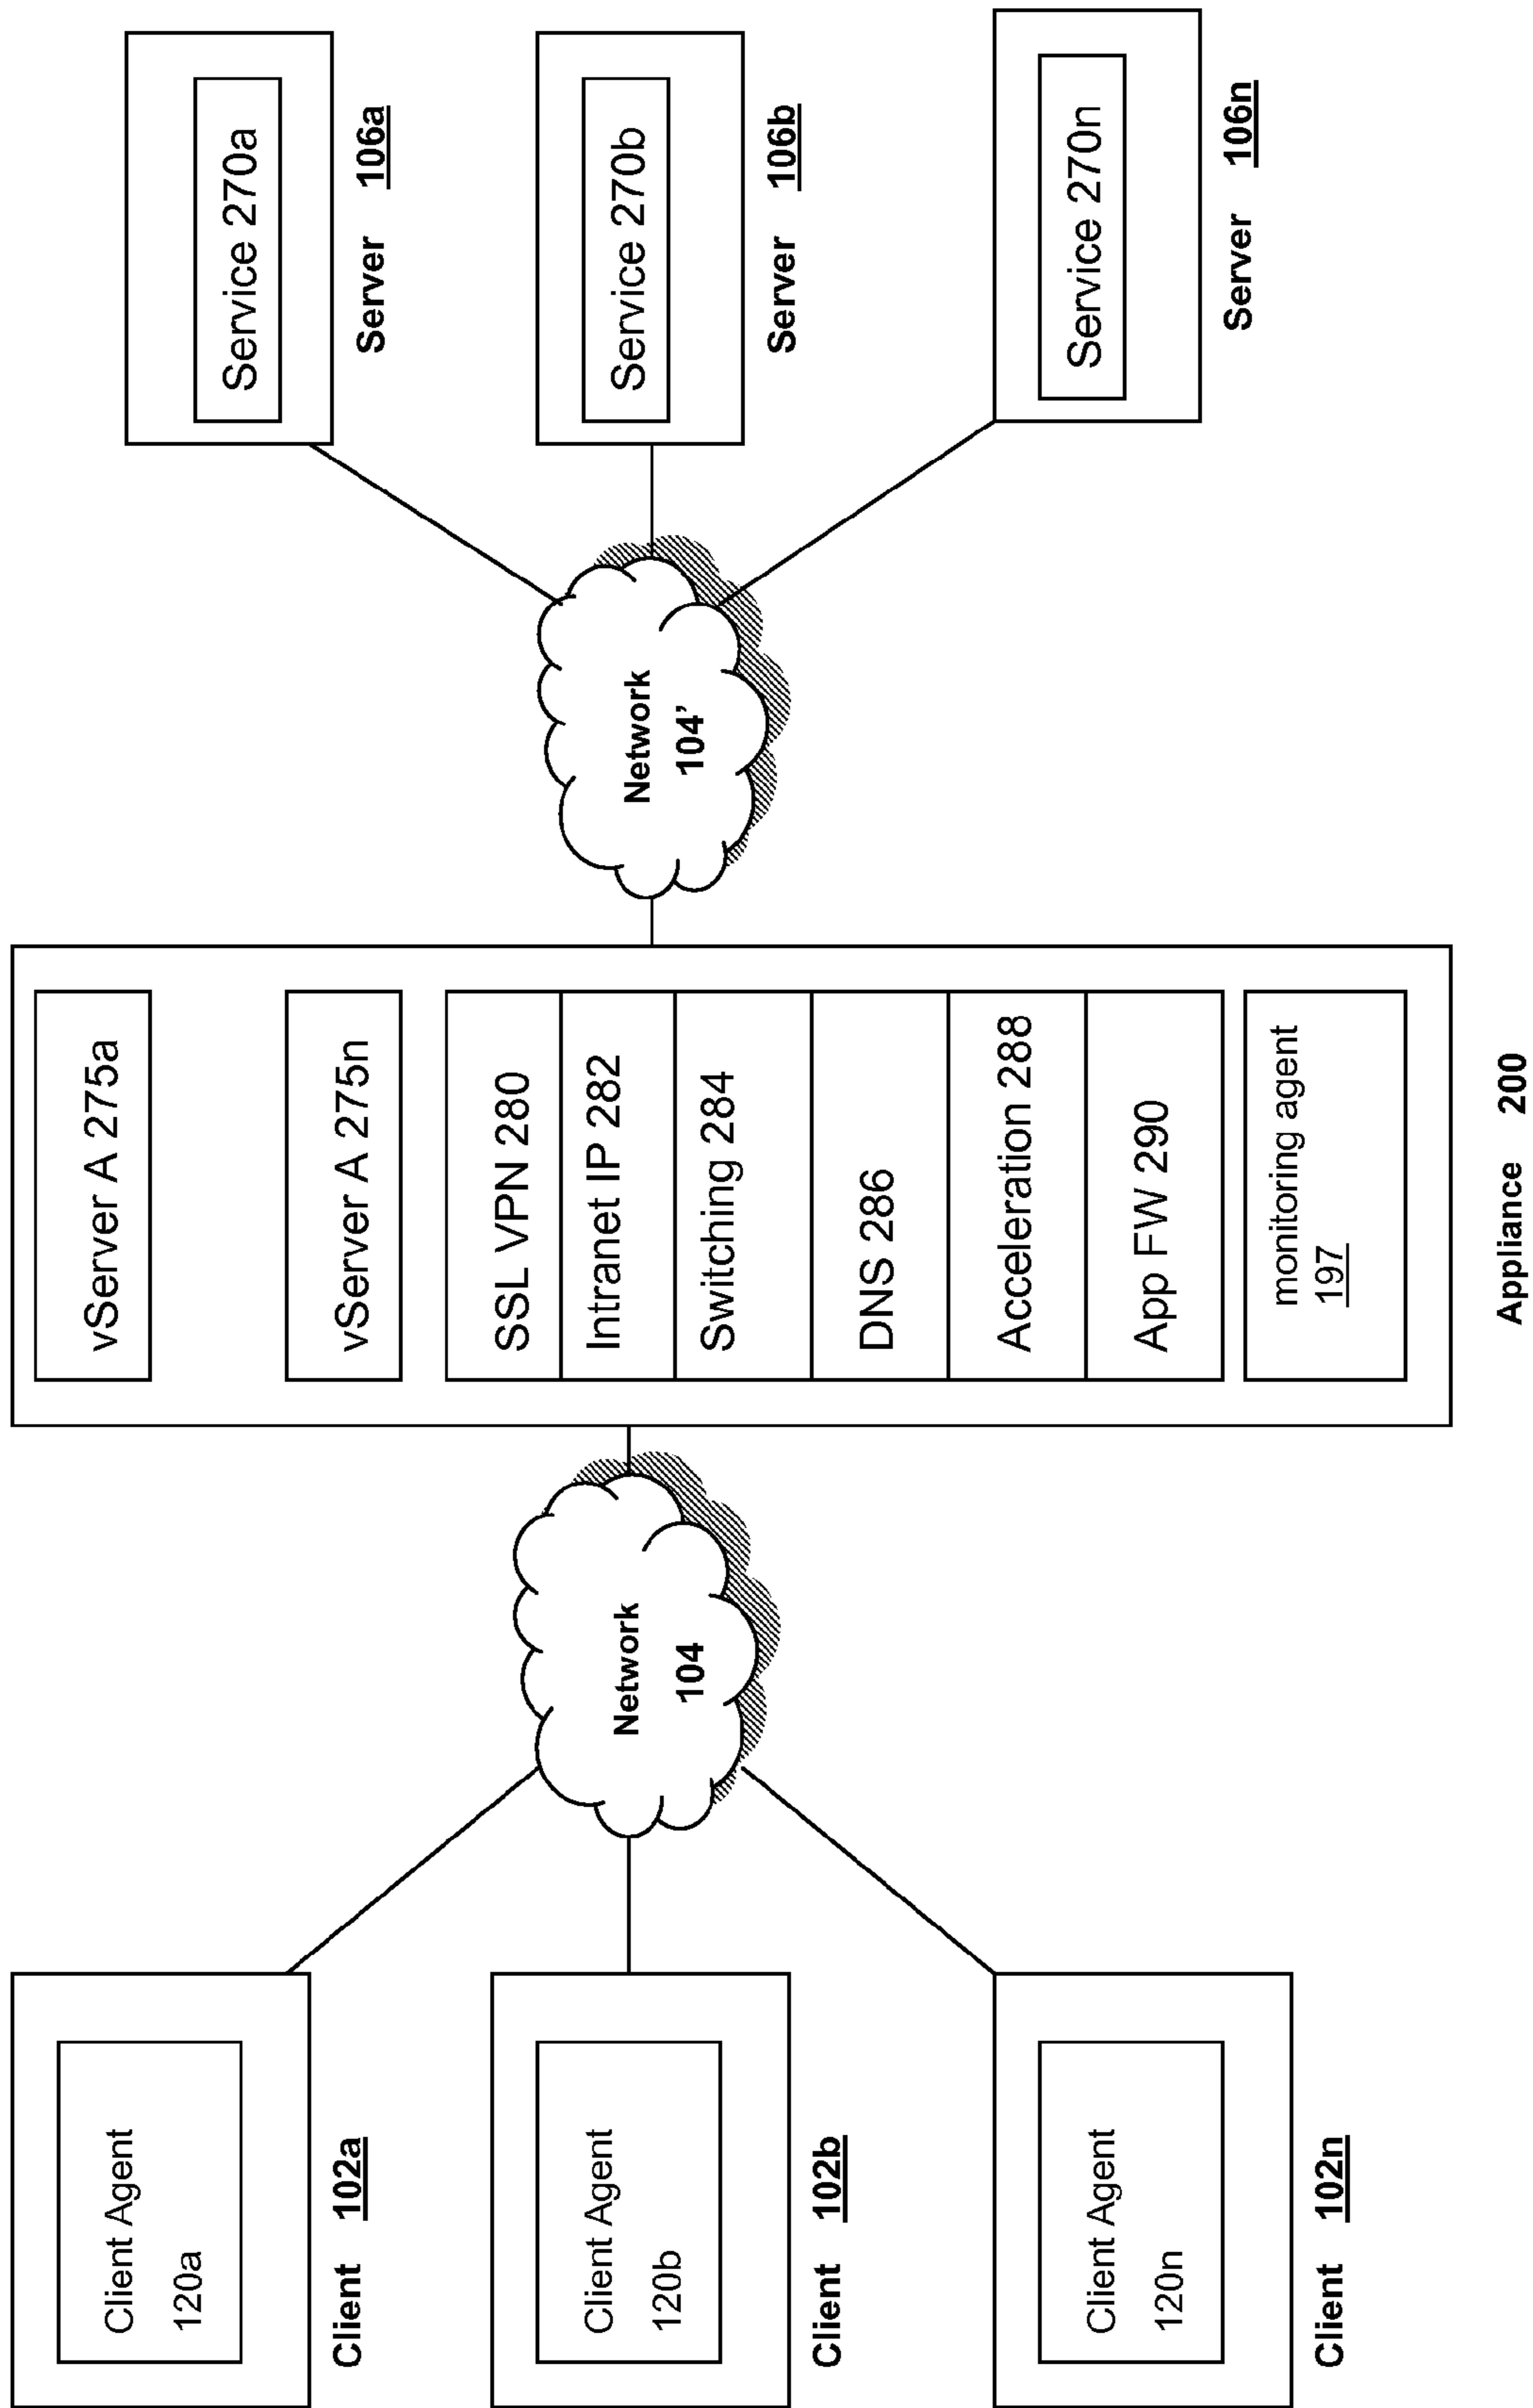 Client Agent
120a
Client 102a
Client Agent
120b
Client 102b
Client Agent
120n
Client 102n
Network
104
vServer A 275a
vServer A 275n
SSL VPN 280
Intranet IP 282
Switching 284
DNS 286
Acceleration 288
App FW 290
monitoring agent
197
Appliance 200
Network
104’
Service 270a
Server 106a
Service 270b
Server 106b
Service 270n
Server 106n